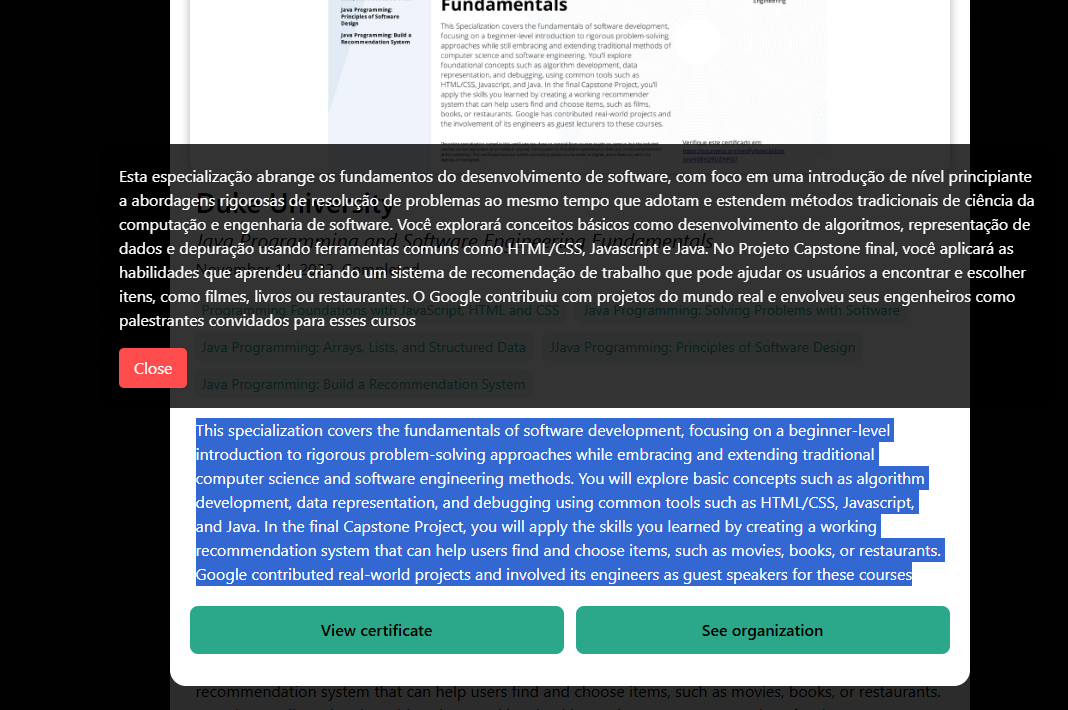 Java Programming:
Principles of Software
Design
Java Programming: Build a
Recommendation System
Fundamentals
This Specialization covers the fundamentals of software development,
focusing on a beginner-level introduction to rigorous problem-solving
approaches while still embracing and extending traditional methods of
computer science and software engineering. You'll explore
foundational concepts such as algorithm development, data
representation, and debugging, using common tools such as
HTML/CSS, Javascript, and Java. In the final Capstone Project, you'll
apply the skills you learned by creating a working recommender
system that can help users find and choose items, such as films,
books, or restaurants. Google has contributed real-world projects and
the involvement of its engineers as guest lecturers to these courses.
Engineering
Verifique este certificado em:
Esta especialização abrange os fundamentos do desenvolvimento de software, com foco em uma introdução de nível principiante
a abordagens rigorosas de resolução de problemas ao mesmo tempo que adotam e estendem métodos tradicionais de ciência da
computação e engenharia de software. Você explorará conceitos básicos como desenvolvimento de algoritmos, representação de
dados e depuração usando ferramentas comuns como HTML/CSS, Javascript e Java. No Projeto Capstone final, você aplicará as
habilidades que aprendeu criando um sistema de recomendação de trabalho que pode ajudar os usuários a encontrar e escolher
itens, como filmes, livros ou restaurantes. O Google contribuiu com projetos do mundo real e envolveu seus engenheiros como
palestrantes convidados para esses cursos
Close
Duke University
Java Programming and Software Engineering Fundamentals
Programming Foundations with JavaScript, HTML and CSS
Java Programming: Solving Problems with Software
Java Programming: Arrays, Lists, and Structured Data
JJava Programming: Principles of Software Design
Java Programming: Build a Recommendation System
This specialization covers the fundamentals of software development, focusing on a beginner-level
introduction to rigorous problem-solving approaches while embracing and extending traditional
computer science and software engineering methods. You will explore basic concepts such as algorithm
development, data representation, and debugging using common tools such as HTML/CSS, Javascript,
and Java. In the final Capstone Project, you will apply the skills you learned by creating a working
recommendation system that can help users find and choose items, such as movies, books, or restaurants.
Google contributed real-world projects and involved its engineers as guest speakers for these courses
View certificate
See organization
recommendation system that can help users find and choose items, such as movies, books, or restaurants.